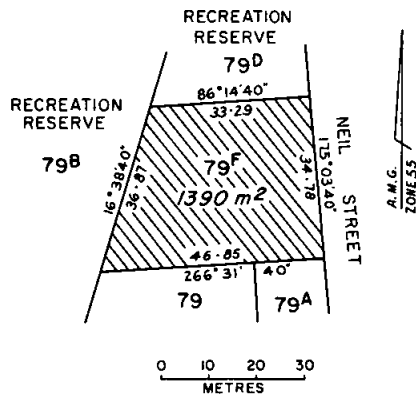 RECREATION
RESERVE
79D
86°14'40"
33·29
RECREATION
RESERVE
79B
16°38'40"
36·87
79F
1390 m²
34·78
175°03'40"
NEIL STREET
A.M.G.
ZONE 55
46·85
266°31' 40"
79
79A
0 10 20 30
METRES